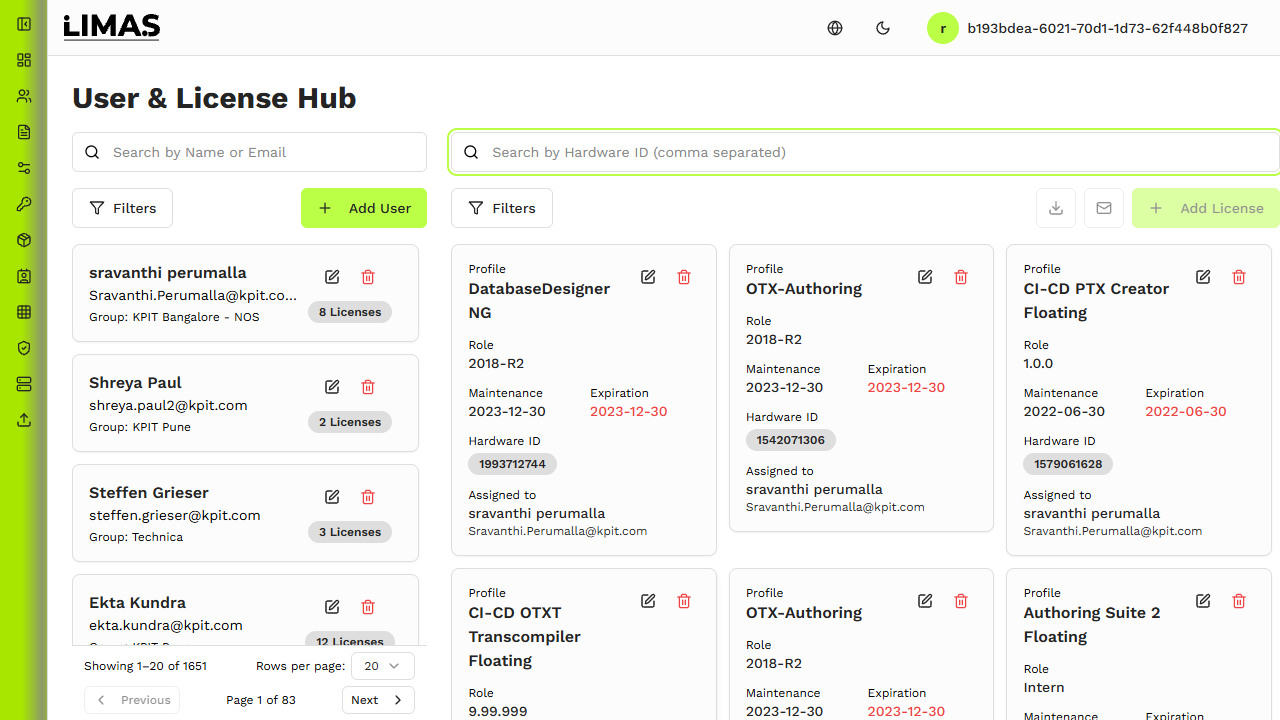 LIMAS
r
b193bdea-6021-70d1-1d73-62f448b0f827
User & License Hub
Search by Name or Email
Search by Hardware ID (comma separated)
Filters
Add User
Filters
Add License
sravanthi perumalla
Sravanthi.Perumalla@kpit.co...
Group: KPIT Bangalore - NOS
8 Licenses
Shreya Paul
shreya.paul2@kpit.com
Group: KPIT Pune
2 Licenses
Steffen Grieser
steffen.grieser@kpit.com
Group: Technica
3 Licenses
Ekta Kundra
ekta.kundra@kpit.com
12 Licenses
Showing 1–20 of 1651
Rows per page:
20
Previous
Page 1 of 83
Next
Profile
DatabaseDesigner
NG
Role
2018-R2
Maintenance
Expiration
2023-12-30
2023-12-30
Hardware ID
1993712744
Assigned to
sravanthi perumalla
Sravanthi.Perumalla@kpit.com
Profile
OTX-Authoring
Role
2018-R2
Maintenance
Expiration
2023-12-30
2023-12-30
Hardware ID
1542071306
Assigned to
sravanthi perumalla
Sravanthi.Perumalla@kpit.com
Profile
CI-CD PTX Creator
Floating
Role
1.0.0
Maintenance
Expiration
2022-06-30
2022-06-30
Hardware ID
1579061628
Assigned to
sravanthi perumalla
Sravanthi.Perumalla@kpit.com
Profile
CI-CD OTXT
Transcompiler
Floating
Role
9.99.999
Profile
OTX-Authoring
Role
2018-R2
Maintenance
Expiration
2023-12-30
2023-12-30
Profile
Authoring Suite 2
Floating
Role
Intern
Maintenance
Expiration